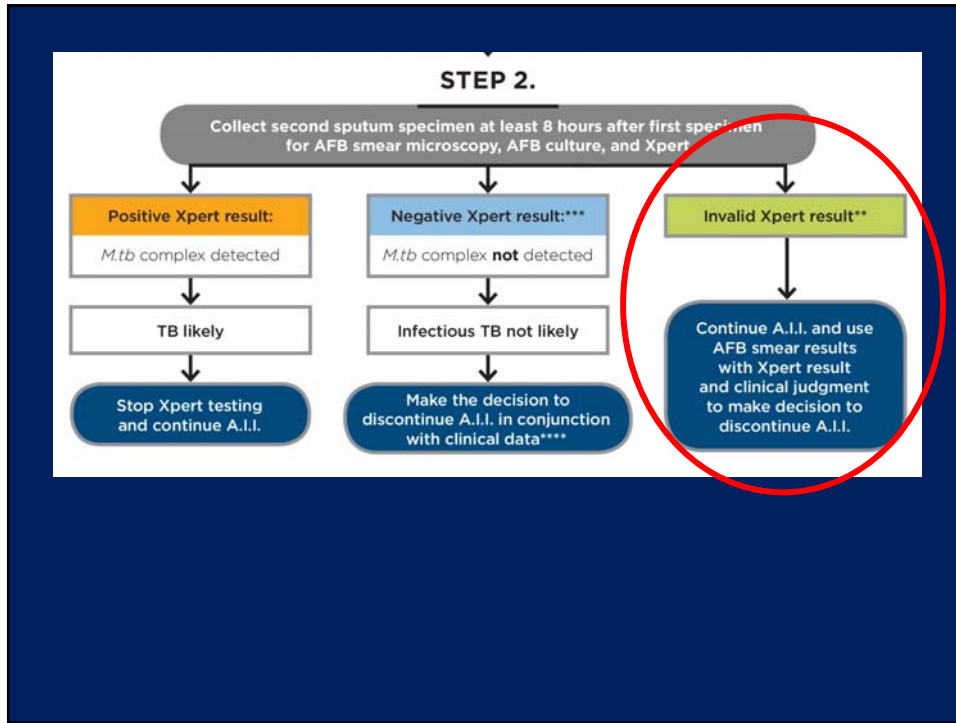 STEP 2.
Collect second sputum specimen at least 8 hours after first specimen
for AFB smear microscopy, AFB culture, and Xpert
Positive Xpert result:
M.tb complex detected
TB likely
Stop Xpert testing
and continue A.I.I.
Negative Xpert result:***
M.tb complex not detected
Infectious TB not likely
Make the decision to
discontinue A.I.I. in conjunction
with clinical data****
Invalid Xpert result**
Continue A.I.I. and use
AFB smear results
with Xpert result
and clinical judgment
to make decision to
discontinue A.I.I.